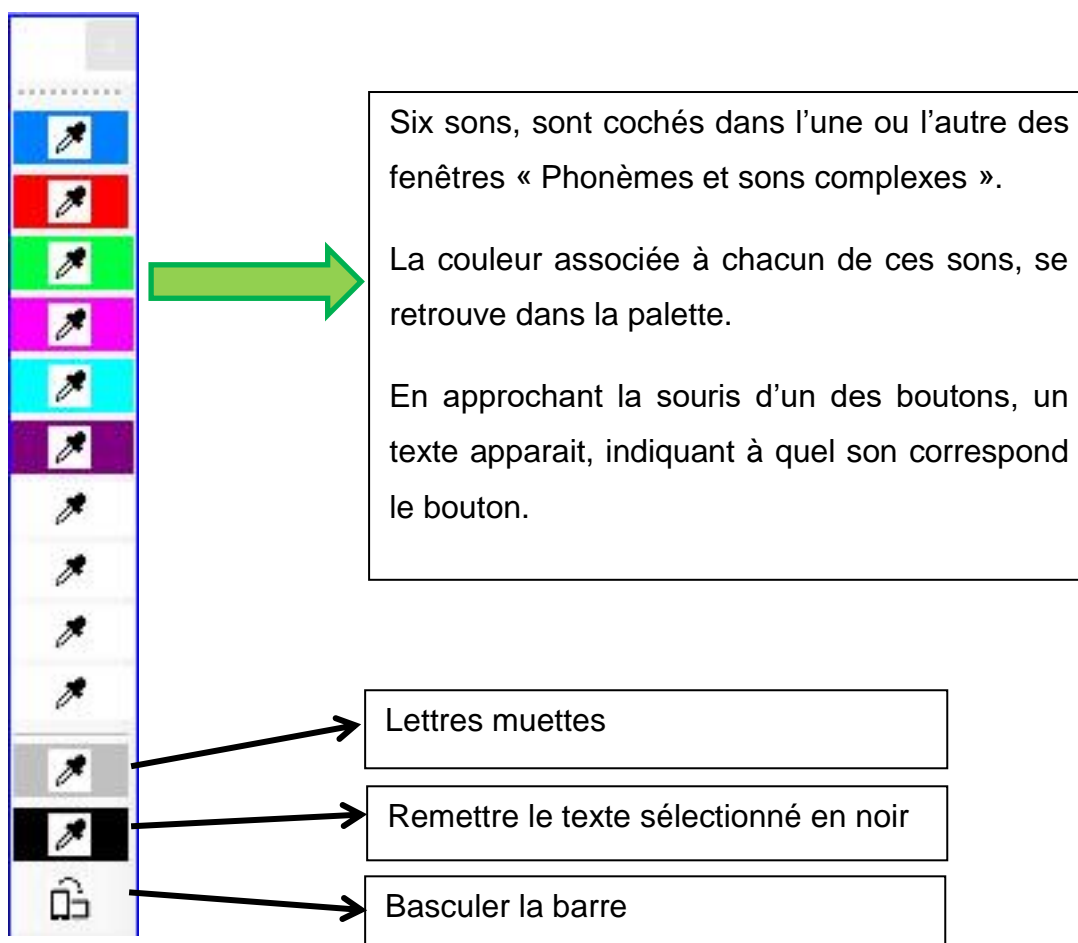 Six sons, sont cochés dans l’une ou l’autre des
fenêtres « Phonèmes et sons complexes ».
La couleur associée à chacun de ces sons, se
retrouve dans la palette.
En approchant la souris d’un des boutons, un
texte apparait, indiquant à quel son correspond
le bouton.
Lettres muettes
Remettre le texte sélectionné en noir
Basculer la barre